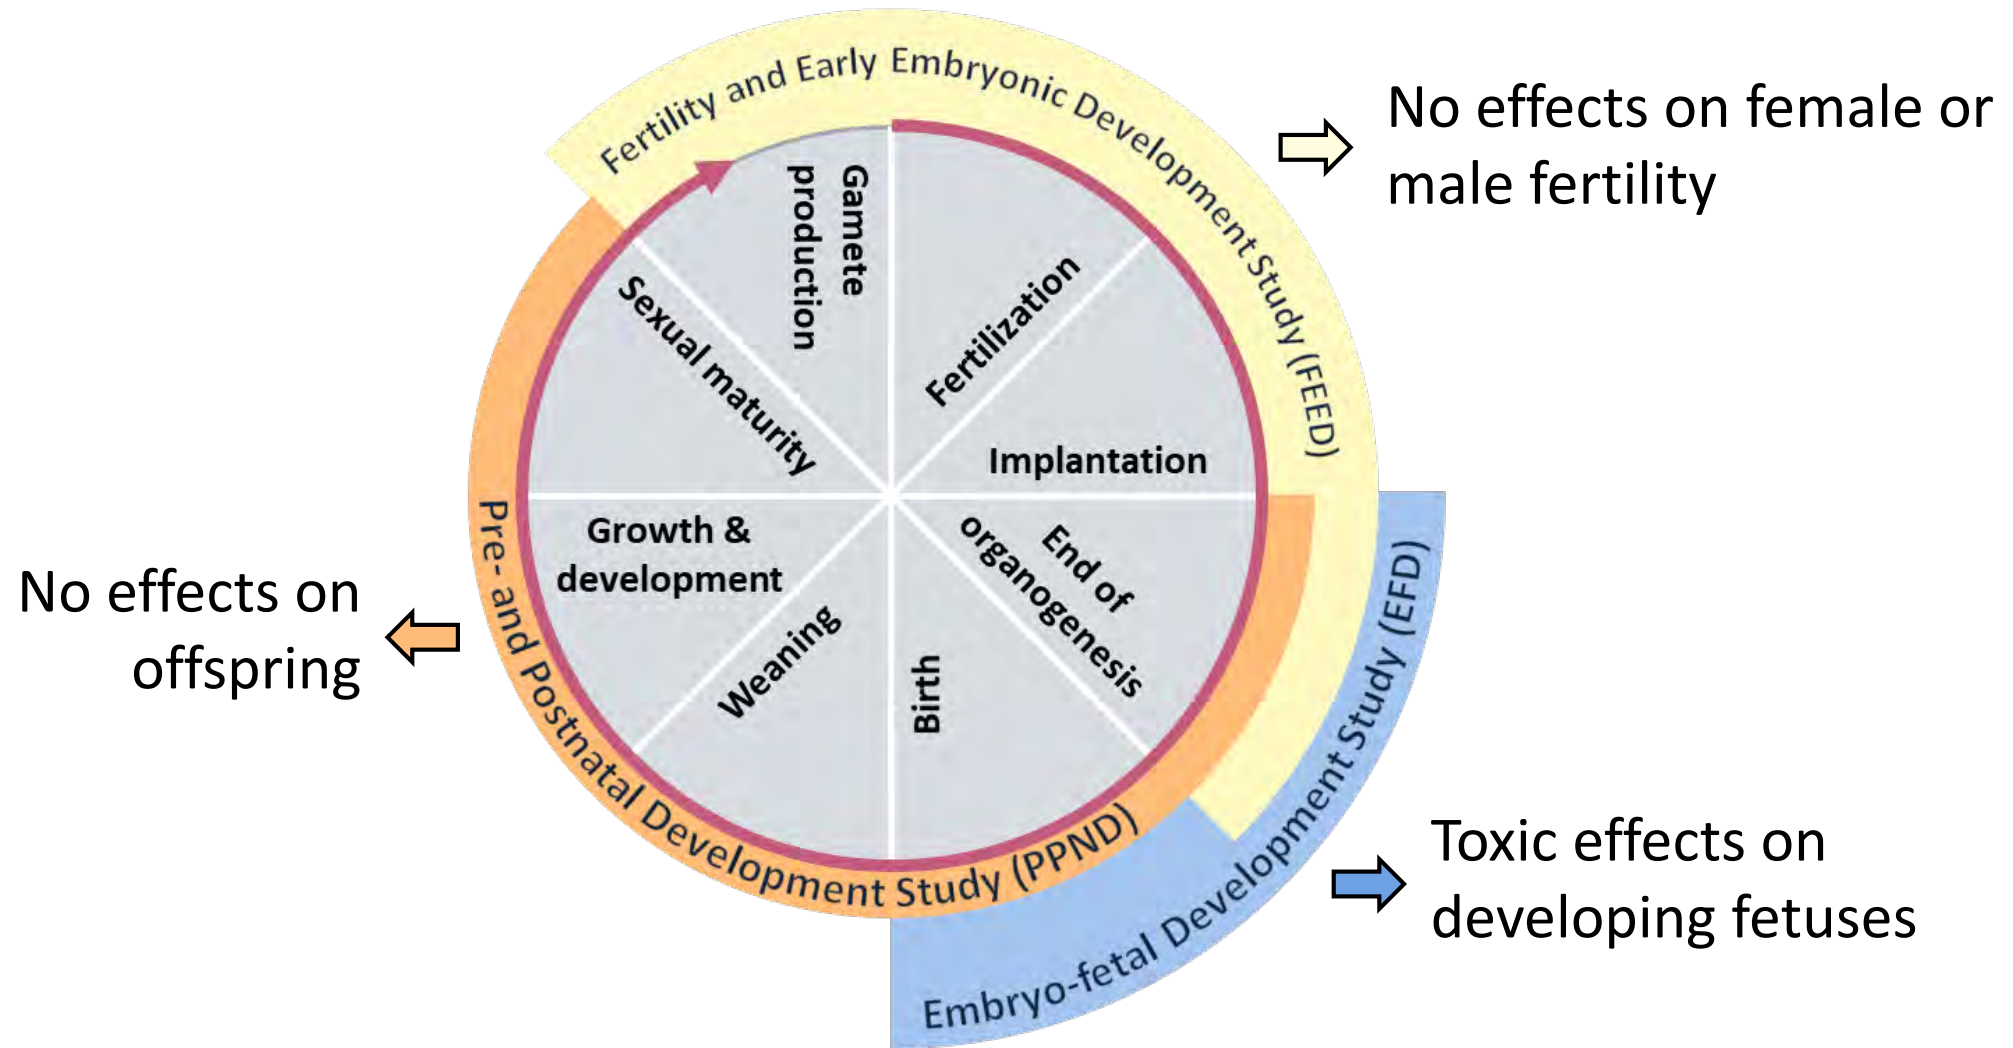 Fertility and Early Embryonic Development Study (FEED)
No effects on female or
male fertility
Gamete
production
Fertilization
Sexual maturity
Implantation
Growth &
development
End of
organogenesis
Weaning
Birth
No effects on
offspring
Pre- and Postnatal Development Study (PPND)
Embryo-fetal Development Study (EFD)
Toxic effects on
developing fetuses